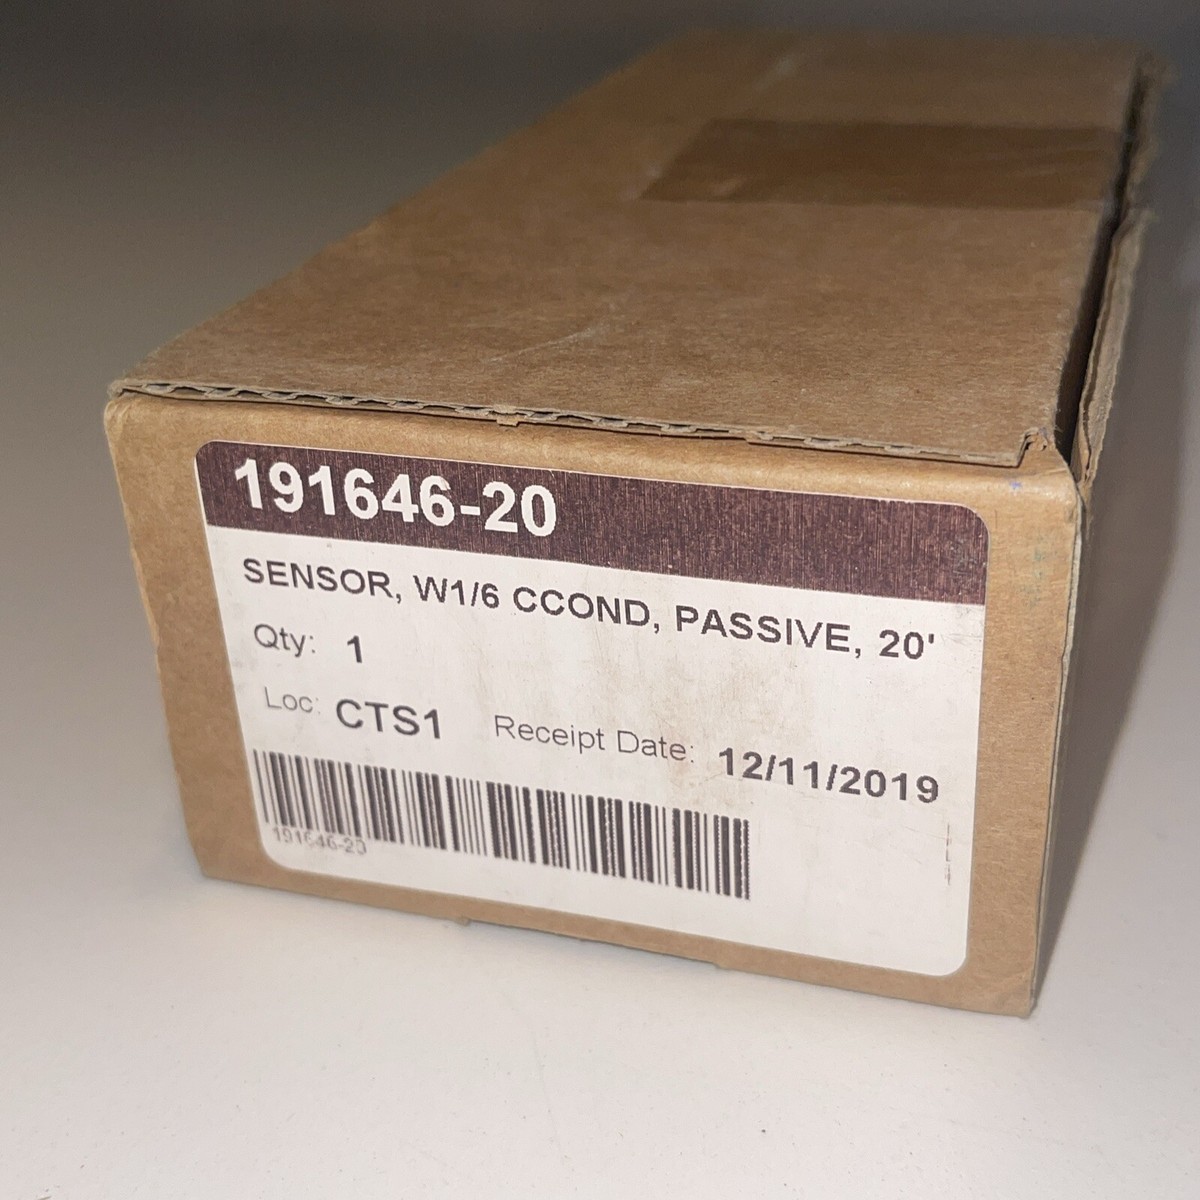 191646-20
SENSOR, W1/6 CCOND, PASSIVE, 20'
Qty: 1
Loc: CTS1 Receipt Date: 12/11/2019
191646-20